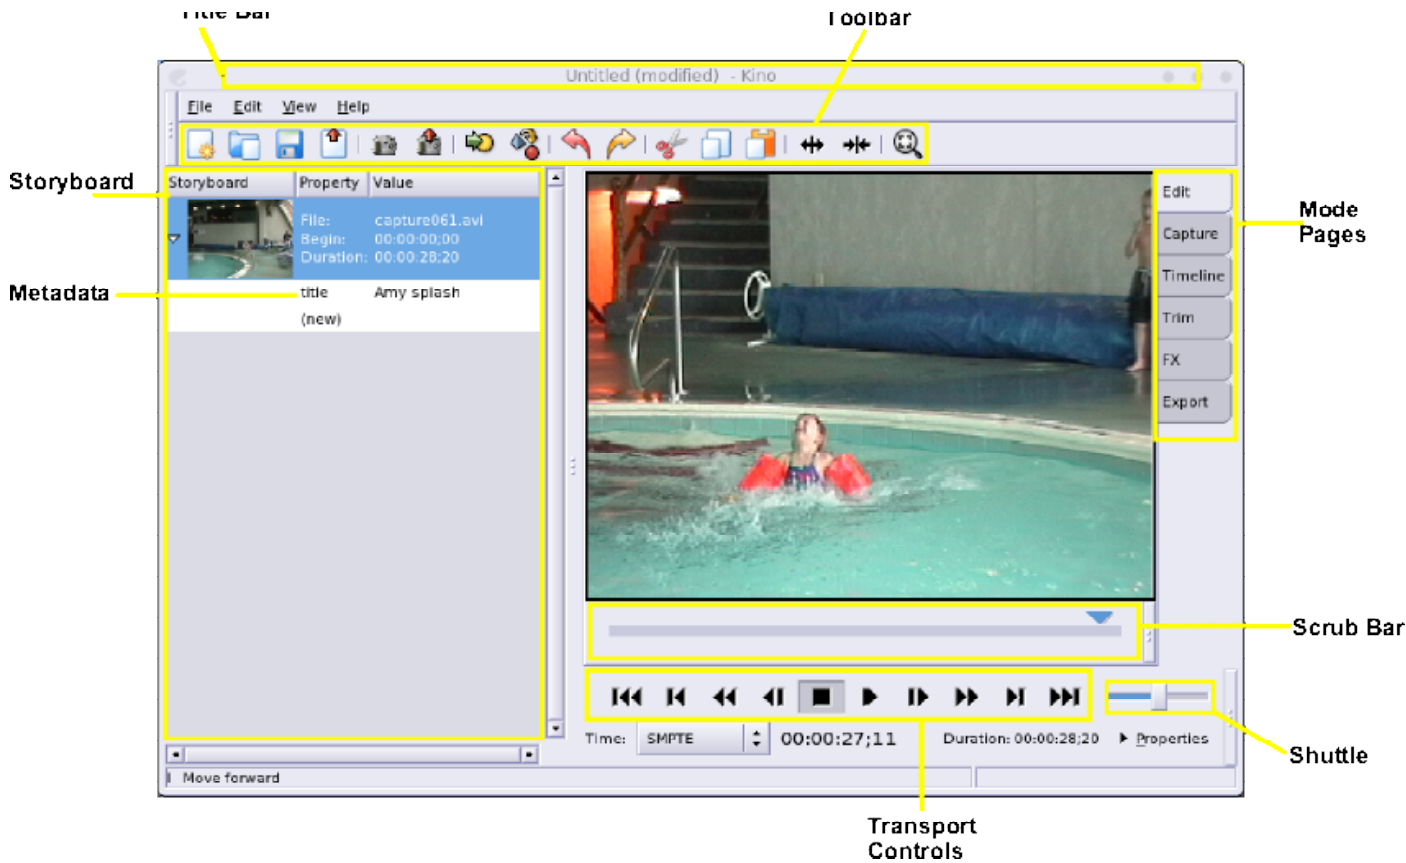 Title Bar
Toolbar
Untitled (modified) - Kino
File Edit View Help
Storyboard
Storyboard Property Value
File: capture061.avi
Begin: 00:00:00;00
Duration: 00:00:28;20
Metadata
title Amy splash
(new)
Edit
Capture
Timeline
Trim
FX
Export
Mode
Pages
Scrub Bar
Time: SMPTE 00:00:27;11 Duration: 00:00:28;20 Properties
Shuttle
Move forward
Transport
Controls